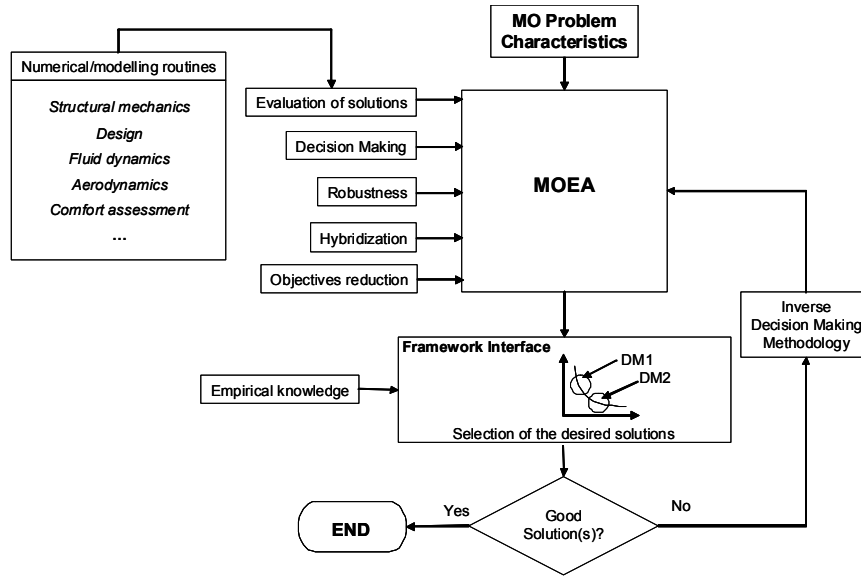 MO Problem
Characteristics
Numerical/modelling routines
Structural mechanics
Design
Fluid dynamics
Aerodynamics
Comfort assessment
...
Evaluation of solutions
Decision Making
Robustness
Hybridization
Objectives reduction
MOEA
Inverse
Decision Making
Methodology
Framework Interface
DM1
DM2
Selection of the desired solutions
Empirical knowledge
Good
Solution(s)?
Yes
No
END